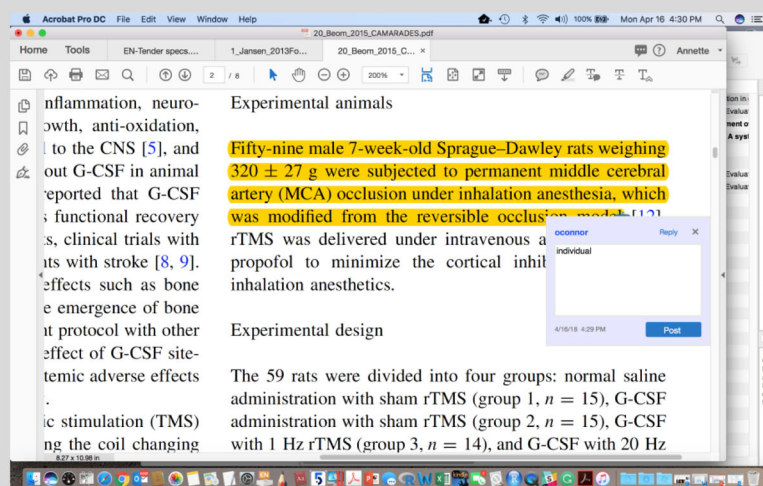 Acrobat Pro DC File Edit View Window Help 100% Mon Apr 16 4:30 PM
20_Beom_2015_CAMARADES.pdf
Home Tools EN-Tender specs.... 1_Jansen_2013Fo... 20_Beom_2015_C... × Annette
2 / 8 200%
nflammation, neuro-
owth, anti-oxidation,
l to the CNS [5], and
out G-CSF in animal
reported that G-CSF
s functional recovery
ts, clinical trials with
nts with stroke [8, 9].
effects such as bone
e emergence of bone
nt protocol with other
effect of G-CSF site-
temic adverse effects
.
ic stimulation (TMS)
ng the coil changing
Experimental animals
Fifty-nine male 7-week-old Sprague–Dawley rats weighing
320 ± 27 g were subjected to permanent middle cerebral
artery (MCA) occlusion under inhalation anesthesia, which
was modified from the reversible occlusion model [12].
rTMS was delivered under intravenous a
propofol to minimize the cortical inhib
inhalation anesthetics.
oconnor Reply ×
individual
4/16/18 4:29 PM Post
Experimental design
The 59 rats were divided into four groups: normal saline
administration with sham rTMS (group 1, n = 15), G-CSF
administration with sham rTMS (group 2, n = 15), G-CSF
with 1 Hz rTMS (group 3, n = 14), and G-CSF with 20 Hz
8.27 x 10.98 in
tion in
Evalua
ment o
A syst
Evalua
Evalua